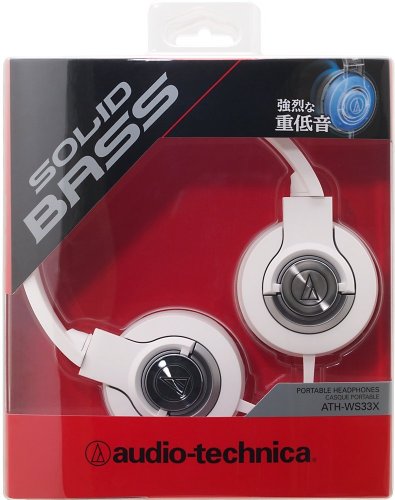 SOLID
BASS
強烈な
重低音
PORTABLE HEADPHONES
CASQUE PORTABLE
ATH-WS33X
audio-technica